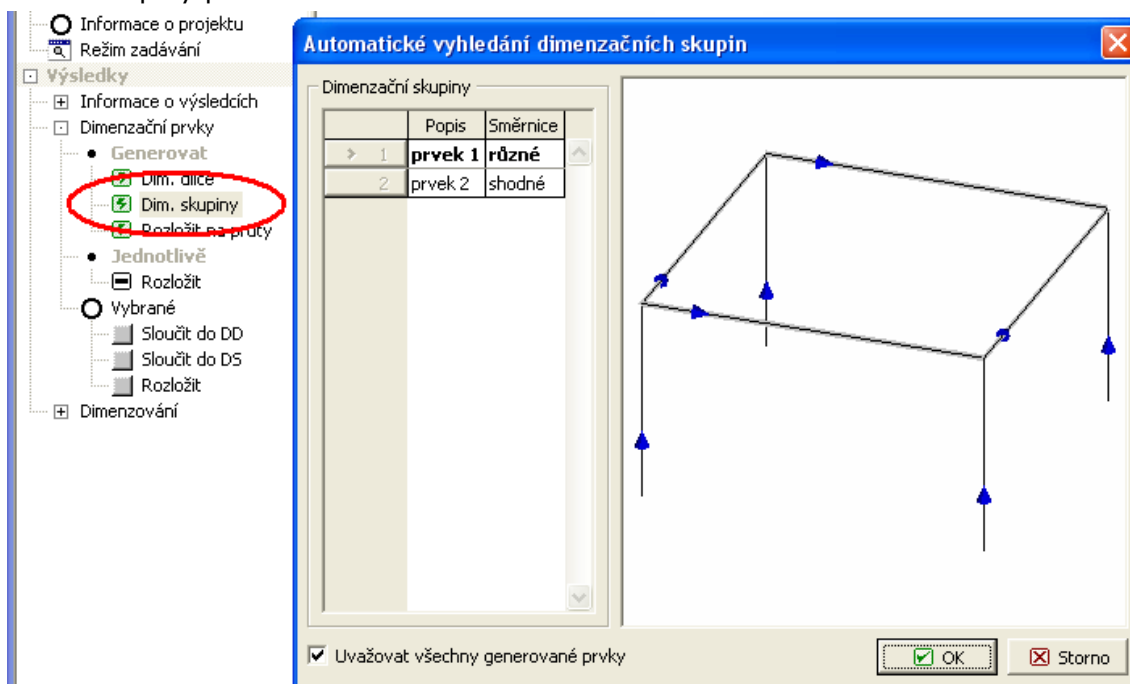 Informace o projektu
Režim zadávání
Výsledky
Informace o výsledcích
Dimenzační prvky
Generovat
Dim. dílce
Dim. skupiny
Rozložit na pruty
Jednotlivě
Rozložit
Vybrané
Sloučit do DD
Sloučit do DS
Rozložit
Dimenzování
Automatické vyhledání dimenzačních skupin
Dimenzační skupiny
Popis Směrnice
1 prvek 1 různé
2 prvek 2 shodné
Uvažovat všechny generované prvky
OK Storno